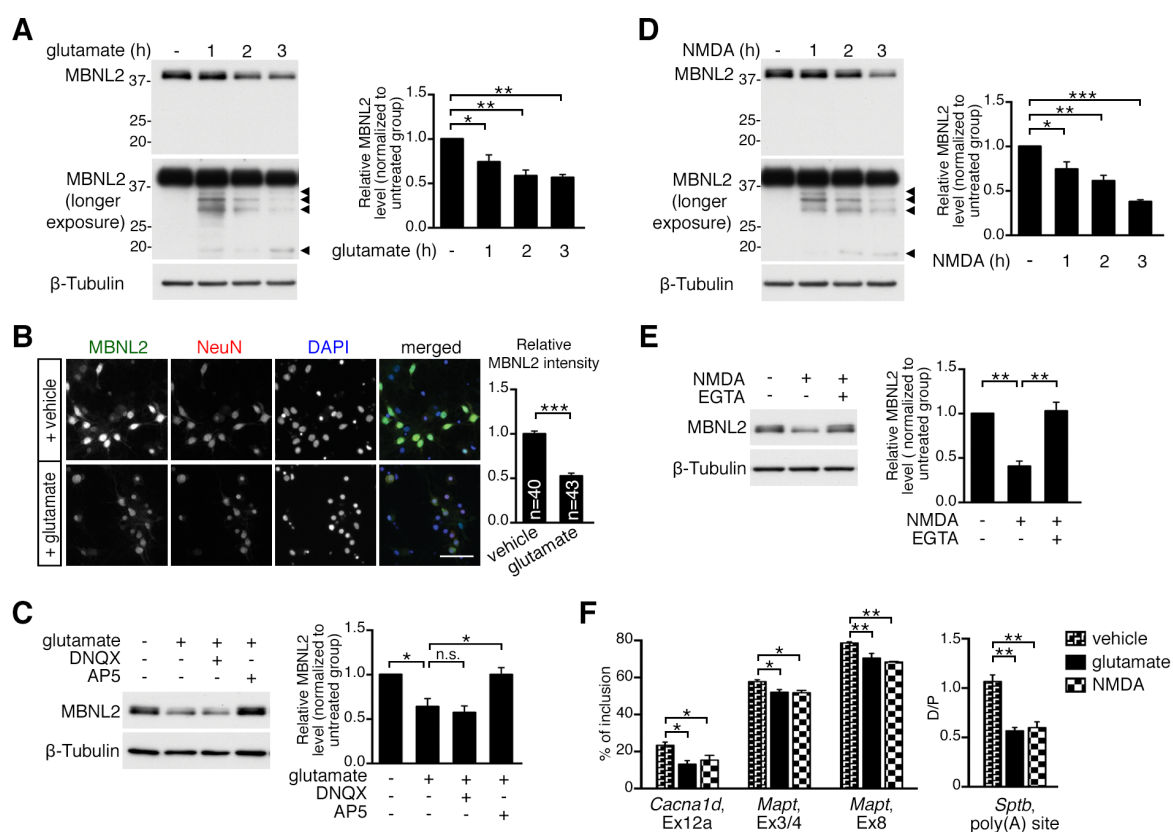 A
glutamate (h) - 1 2 3
MBNL2
37-
25-
20-
MBNL2
(longer
exposure)
37-
25-
20-
β-Tubulin
Relative MBNL2
level (normalized to
untreated group)
1.5
1.0
0.5
0.0
*
**
**
glutamate (h) - 1 2 3
D
NMDA (h) - 1 2 3
MBNL2
37-
25-
20-
MBNL2
(longer
exposure)
37-
25-
20-
β-Tubulin
Relative MBNL2
level (normalized to
untreated group)
1.5
1.0
0.5
0.0
*
**
***
NMDA (h) - 1 2 3
B
MBNL2 NeuN DAPI merged
+ vehicle
+ glutamate
Relative
MBNL2 intensity
1.5
1.0
0.5
0.0
***
n=40
n=43
vehicle
glutamate
E
NMDA - + +
EGTA - - +
MBNL2
β-Tubulin
Relative MBNL2
level ( normalized to
untreated group)
1.5
1.0
0.5
0.0
** **
NMDA - + +
EGTA - - +
C
glutamate - + + +
DNQX - - + -
AP5 - - - +
MBNL2
β-Tubulin
Relative MBNL2
level (normalized to
untreated group)
1.5
1.0
0.5
0.0
*
n.s.
*
glutamate - + + +
DNQX - - + -
AP5 - - - +
F
% of inclusion
80
60
40
20
0
*
*
*
*
**
**
Cacna1d,
Ex12a
Mapt,
Ex3/4
Mapt,
Ex8
D/P
1.5
1.0
0.5
0
**
**
Sptb,
poly(A) site
vehicle
glutamate
NMDA